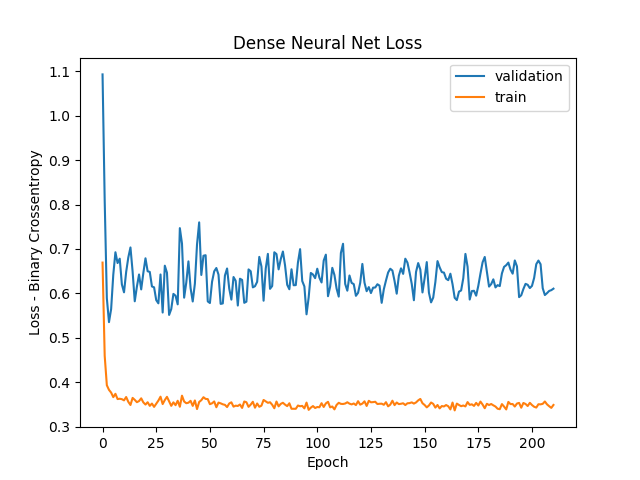 Dense Neural Net Loss
validation
train
1.1
1.0
0.9
0.8
0.7
0.6
0.5
0.4
0.3
Loss - Binary Crossentropy
0 25 50 75 100 125 150 175 200
Epoch